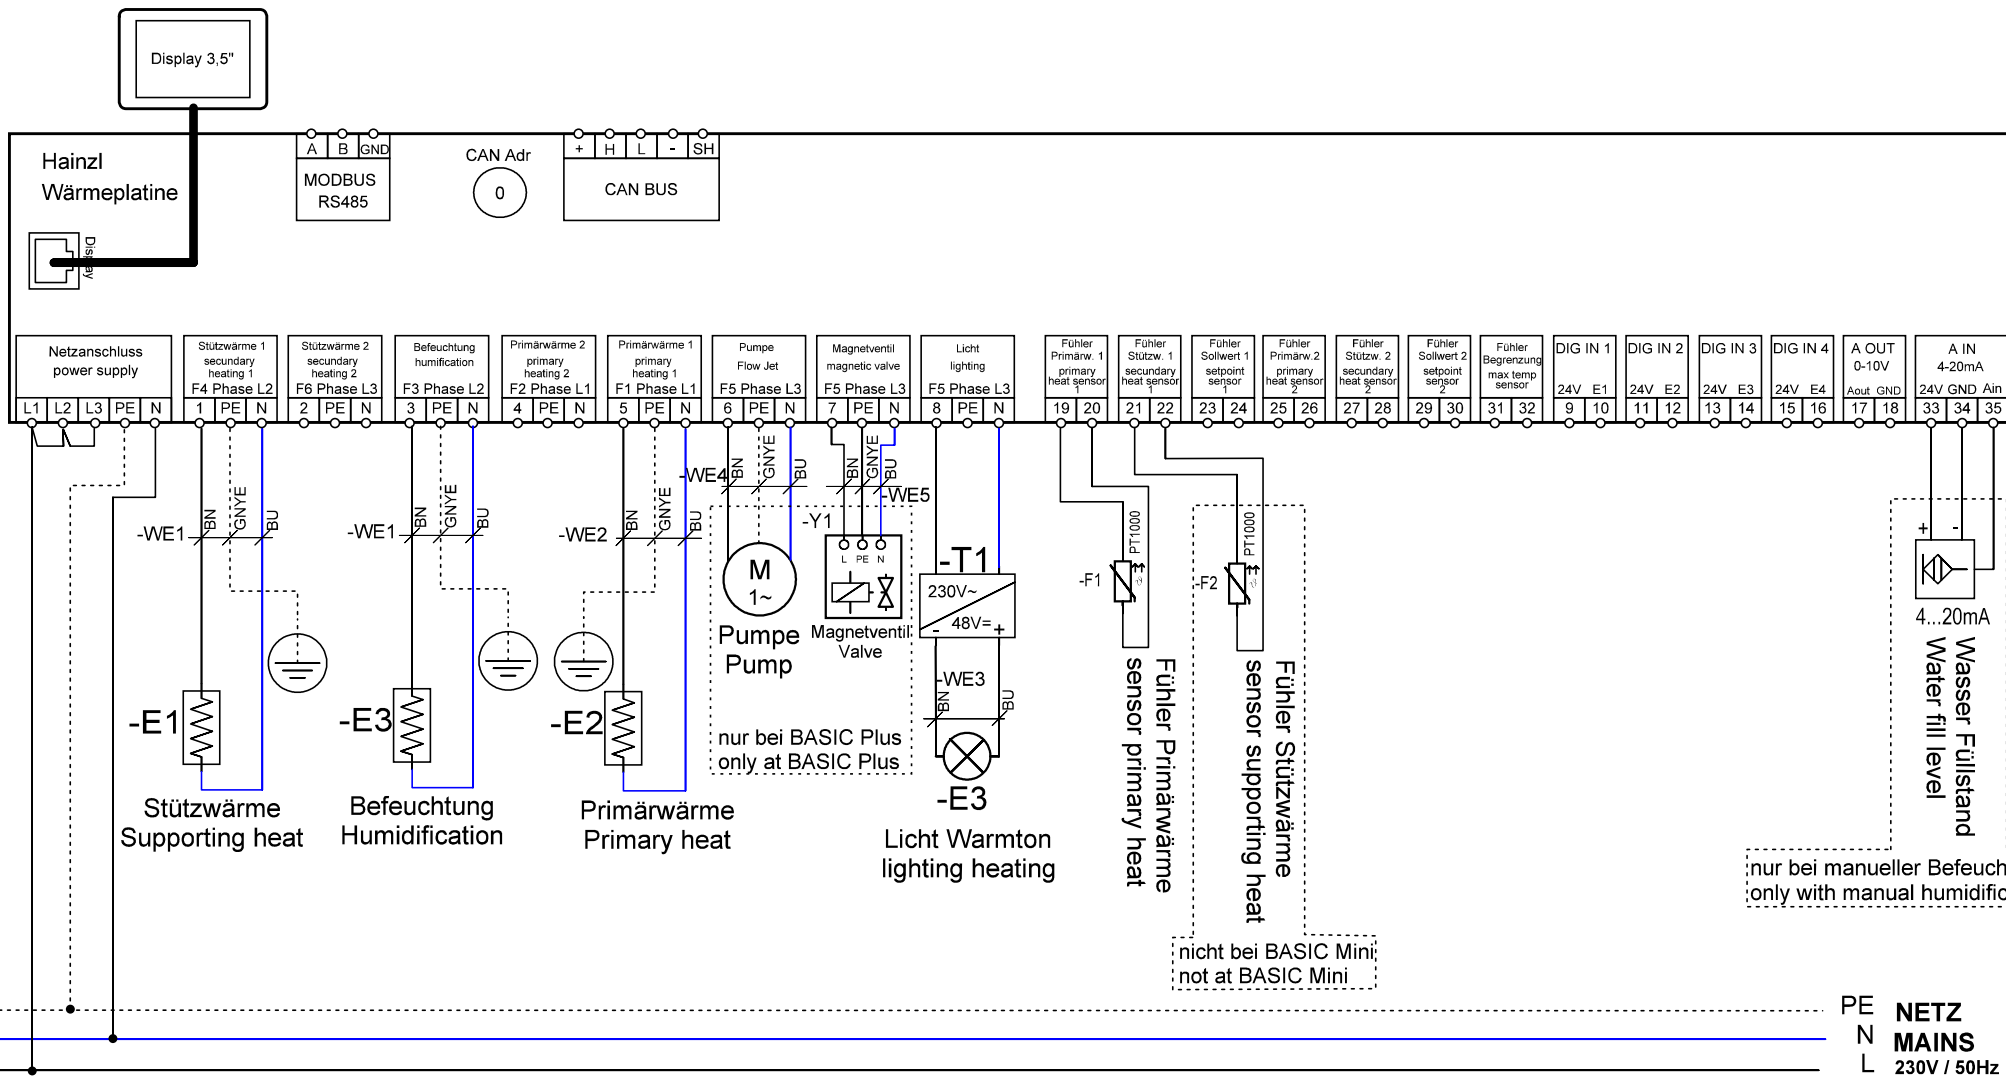 Display 3,5"
Hainzl
Wärmeplatine
Display
A B GND
MODBUS
RS485
CAN Adr
0
+ H L - SH
CAN BUS
Netzanschluss
power supply
L1 L2 L3 PE N
Stützwärme 1
secundary
heating 1
F4 Phase L2
1 PE N
Stützwärme 2
secundary
heating 2
F6 Phase L3
2 PE N
Befeuchtung
humification
F3 Phase L2
3 PE N
Primärwärme 2
primary
heating 2
F2 Phase L1
4 PE N
Primärwärme 1
primary
heating 1
F1 Phase L1
5 PE N
Pumpe
Flow Jet
F5 Phase L3
6 PE N
Magnetventil
magnetic valve
F5 Phase L3
7 PE N
Licht
lighting
F5 Phase L3
8 PE N
Fühler
Primärw. 1
primary
heat sensor
1
19 20
Fühler
Stützw. 1
secundary
heat sensor
1
21 22
Fühler
Sollwert 1
setpoint
sensor
1
23 24
Fühler
Primärw.2
primary
heat sensor
2
25 26
Fühler
Stützw. 2
secundary
heat sensor
2
27 28
Fühler
Sollwert 2
setpoint
sensor
2
29 30
Fühler
Begrenzung
max temp
sensor
31 32
DIG IN 1
24V E1
9 10
DIG IN 2
24V E2
11 12
DIG IN 3
24V E3
13 14
DIG IN 4
24V E4
15 16
A OUT
0-10V
Aout GND
17 18
A IN
4-20mA
24V GND Ain
33 34 35
-WE1
BN
GNYE
BU
-E1
Stützwärme
Supporting heat
-WE1
BN
GNYE
BU
-E3
Befeuchtung
Humidification
-WE2
BN
GNYE
BU
-E2
Primärwärme
Primary heat
-WE4
BN
GNYE
BU
M
1~
Pumpe
Pump
BN
GNYE
BU
-WE5
-Y1
L PE N
Magnetventil
Valve
nur bei BASIC Plus
only at BASIC Plus
-T1
230V~
48V=
- +
-WE3
BN
BU
-E3
Licht Warmton
lighting heating
PT1000
-F1
Fühler Primärwärme
sensor primary heat
PT1000
-F2
Fühler Stützwärme
sensor supporting heat
nicht bei BASIC Mini
not at BASIC Mini
+ -
4...20mA
Wasser Füllstand
Water fill level
nur bei manueller Befeuch
only with manual humidific
PE
N
L
NETZ
MAINS
230V / 50Hz